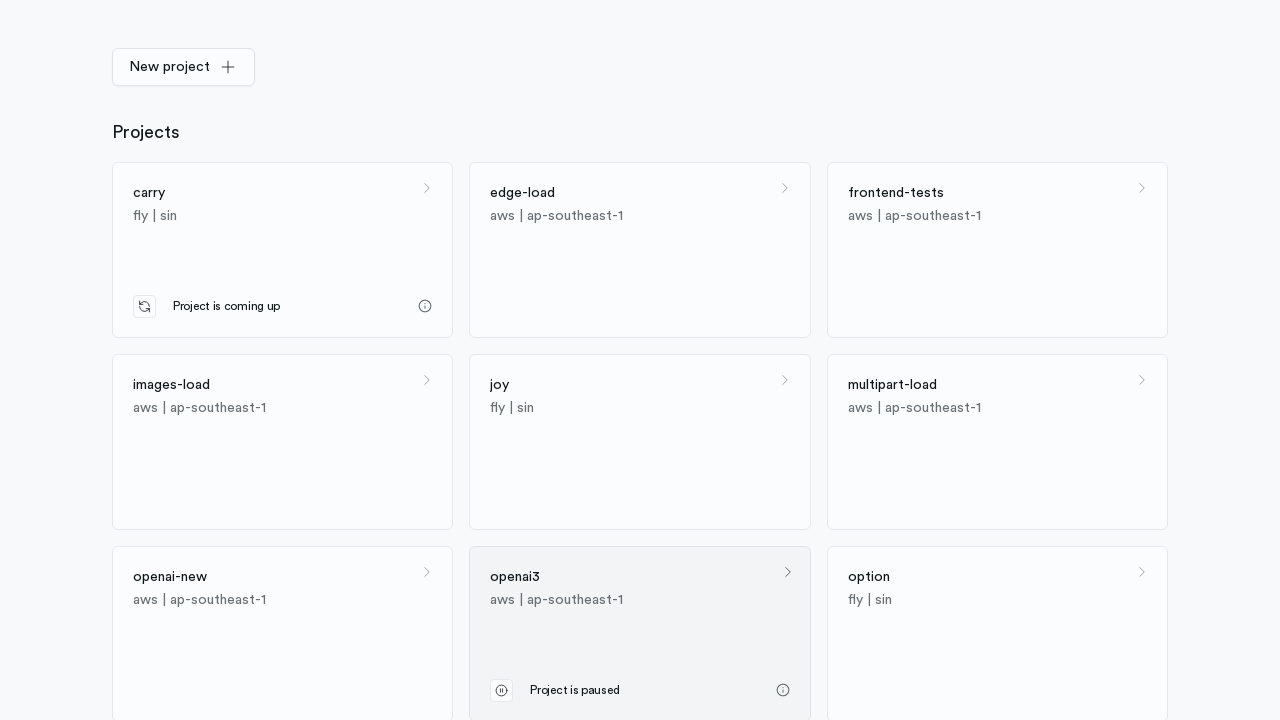 New project
Projects
carry
fly | sin
Project is coming up
edge-load
aws | ap-southeast-1
frontend-tests
aws | ap-southeast-1
images-load
aws | ap-southeast-1
joy
fly | sin
multipart-load
aws | ap-southeast-1
openai-new
aws | ap-southeast-1
openai3
aws | ap-southeast-1
Project is paused
option
fly | sin